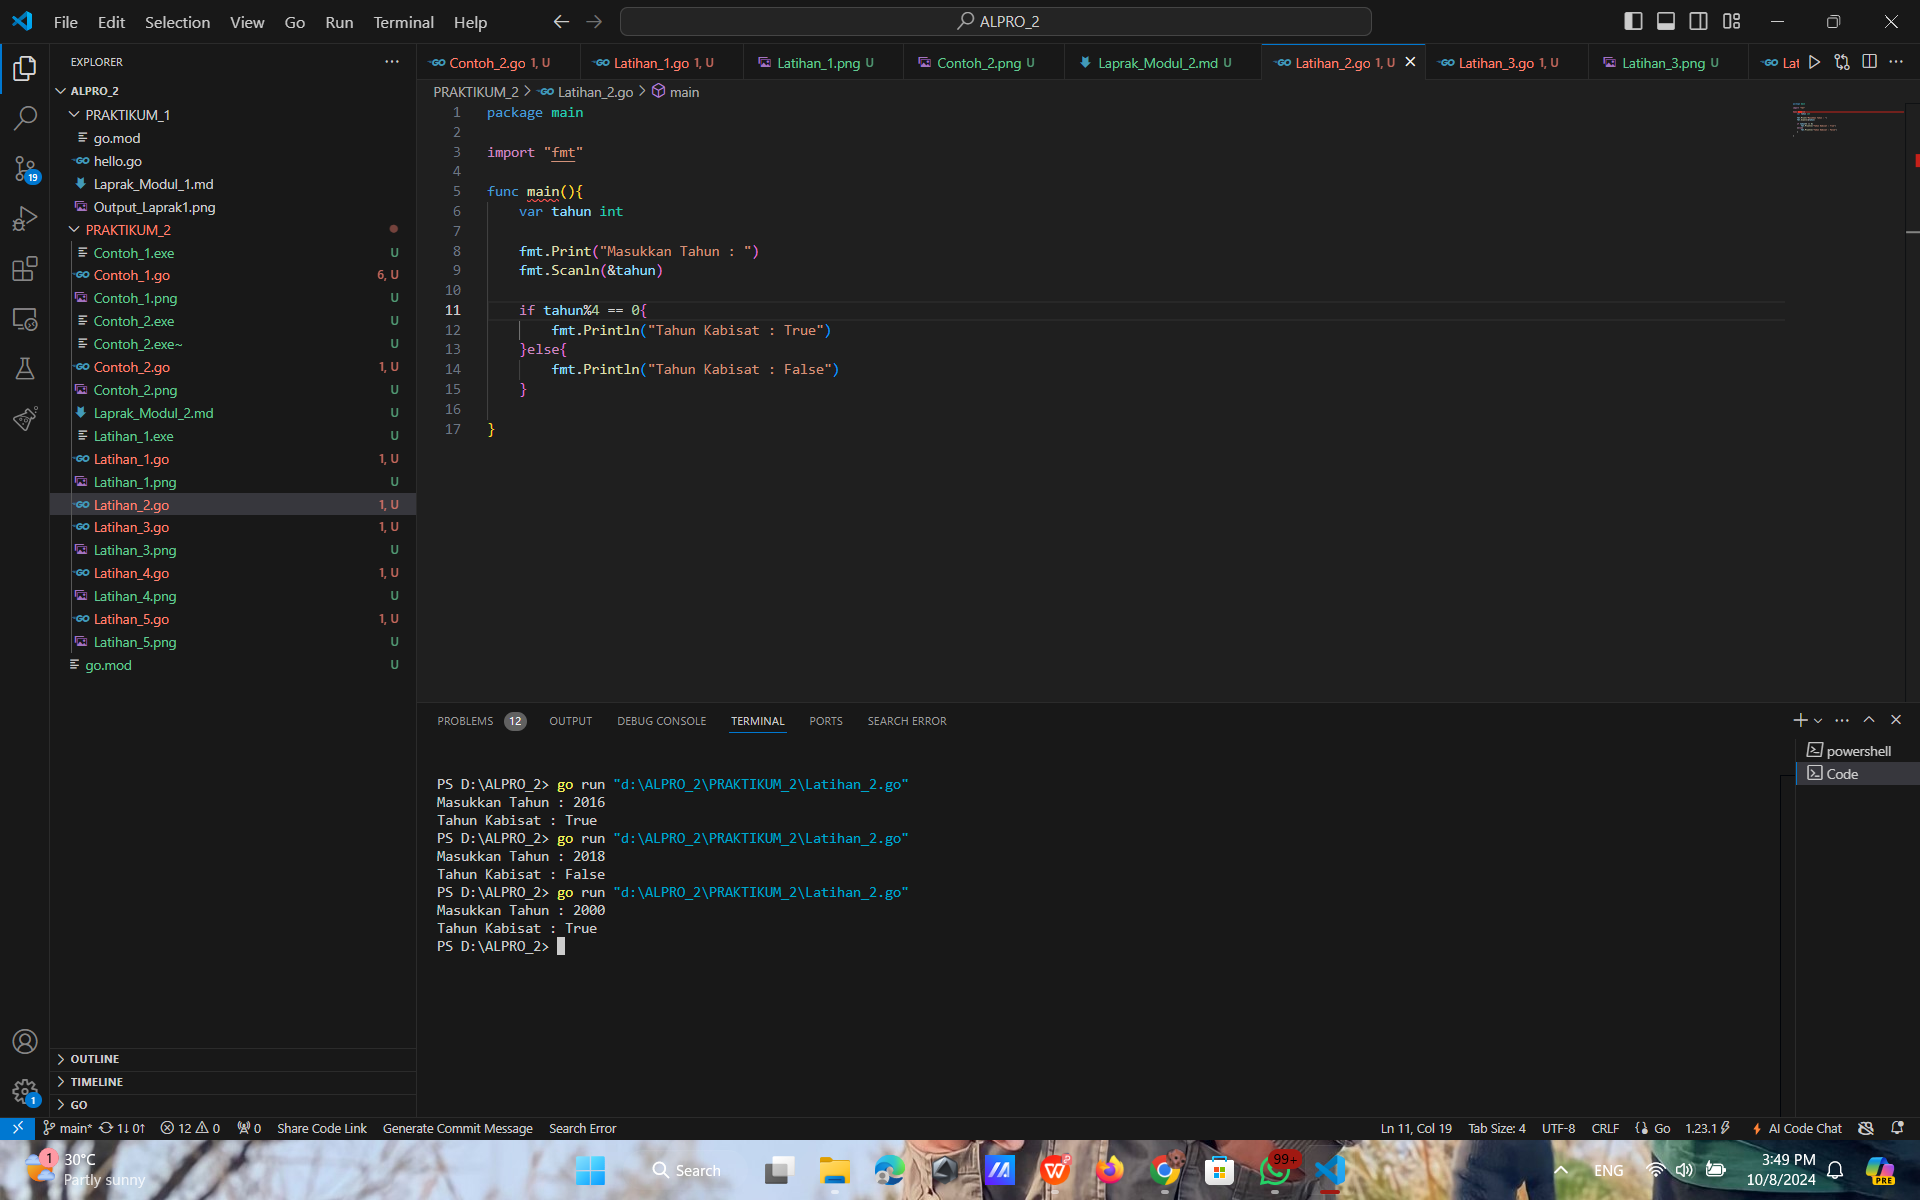 File Edit Selection View Go Run Terminal Help
ALPRO_2
EXPLORER
ALPRO_2
PRAKTIKUM_1
go.mod
hello.go
Laprak_Modul_1.md
Output_Laprak1.png
PRAKTIKUM_2
Contoh_1.exe U
Contoh_1.go 6, U
Contoh_1.png U
Contoh_2.exe U
Contoh_2.exe~ U
Contoh_2.go 1, U
Contoh_2.png U
Laprak_Modul_2.md U
Latihan_1.exe U
Latihan_1.go 1, U
Latihan_1.png U
Latihan_2.go 1, U
Latihan_3.go 1, U
Latihan_3.png U
Latihan_4.go 1, U
Latihan_4.png U
Latihan_5.go 1, U
Latihan_5.png U
go.mod U
19
OUTLINE
TIMELINE
GO
1
Contoh_2.go 1, U Latihan_1.go 1, U Latihan_1.png U Contoh_2.png U Laprak_Modul_2.md U Latihan_2.go 1, U Latihan_3.go 1, U Latihan_3.png U Lat
PRAKTIKUM_2 > Latihan_2.go > main
1 package main
2
3 import "fmt"
4
5 func main(){
6 var tahun int
7
8 fmt.Print("Masukkan Tahun : ")
9 fmt.Scanln(&tahun)
10
11 if tahun%4 == 0{
12 fmt.Println("Tahun Kabisat : True")
13 }else{
14 fmt.Println("Tahun Kabisat : False")
15 }
16
17 }
PROBLEMS 12 OUTPUT DEBUG CONSOLE TERMINAL PORTS SEARCH ERROR
powershell
Code
PS D:\ALPRO_2> go run "d:\ALPRO_2\PRAKTIKUM_2\Latihan_2.go"
Masukkan Tahun : 2016
Tahun Kabisat : True
PS D:\ALPRO_2> go run "d:\ALPRO_2\PRAKTIKUM_2\Latihan_2.go"
Masukkan Tahun : 2018
Tahun Kabisat : False
PS D:\ALPRO_2> go run "d:\ALPRO_2\PRAKTIKUM_2\Latihan_2.go"
Masukkan Tahun : 2000
Tahun Kabisat : True
PS D:\ALPRO_2>
main* 1↓ 0↑ 12 0 0 Share Code Link Generate Commit Message Search Error Ln 11, Col 19 Tab Size: 4 UTF-8 CRLF Go 1.23.1 AI Code Chat
1 30°C
Partly sunny
Search
99+
ENG
3:49 PM
10/8/2024
PRE